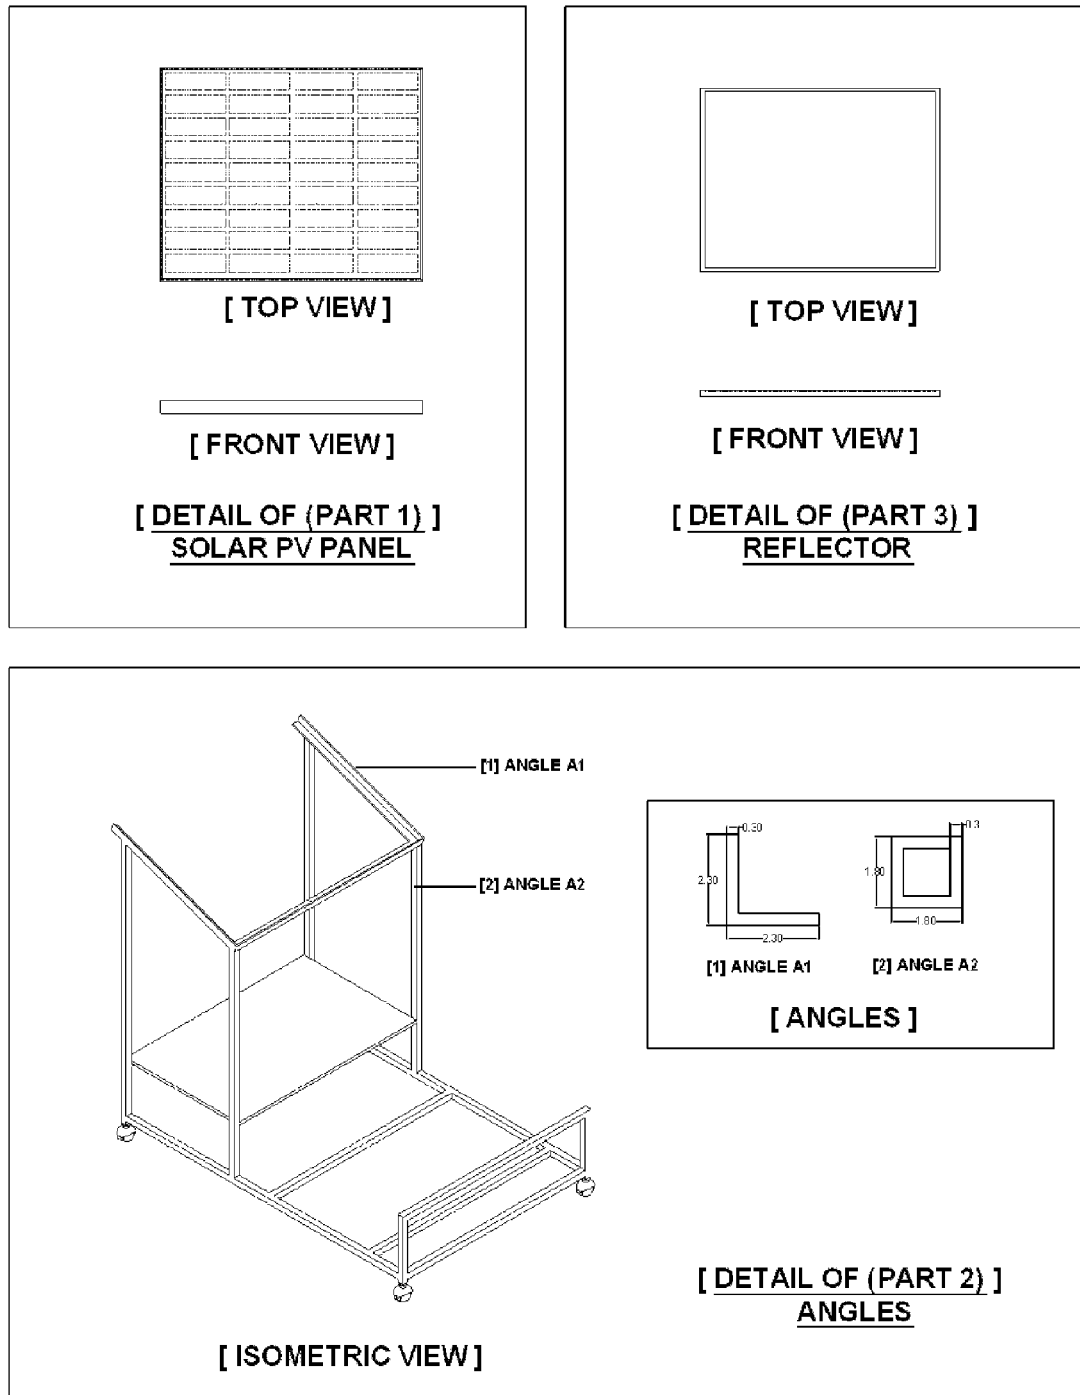 [ TOP VIEW ]
[ FRONT VIEW ]
[ DETAIL OF (PART 1) ]
SOLAR PV PANEL
[ TOP VIEW ]
[ FRONT VIEW ]
[ DETAIL OF (PART 3) ]
REFLECTOR
[1] ANGLE A1
[2] ANGLE A2
0.30
2.30
2.30
[1] ANGLE A1
0.3
1.80
1.80
[2] ANGLE A2
[ ANGLES ]
[ DETAIL OF (PART 2) ]
ANGLES
[ ISOMETRIC VIEW ]